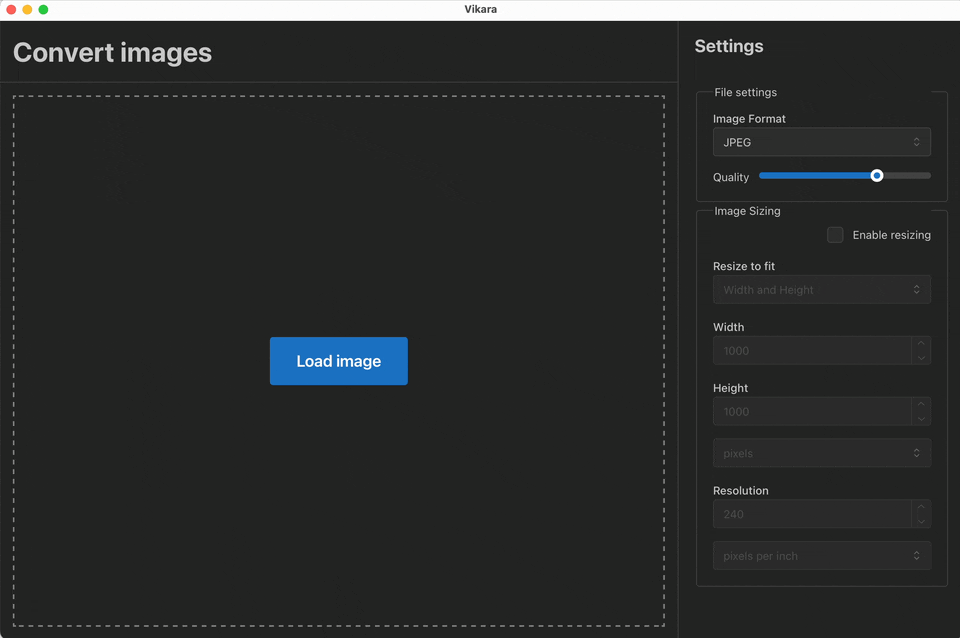 Vikara
Convert images
Load image
Settings
File settings
Image Format
JPEG
Quality
Image Sizing
Enable resizing
Resize to fit
Width and Height
Width
1000
Height
1000
pixels
Resolution
240
pixels per inch